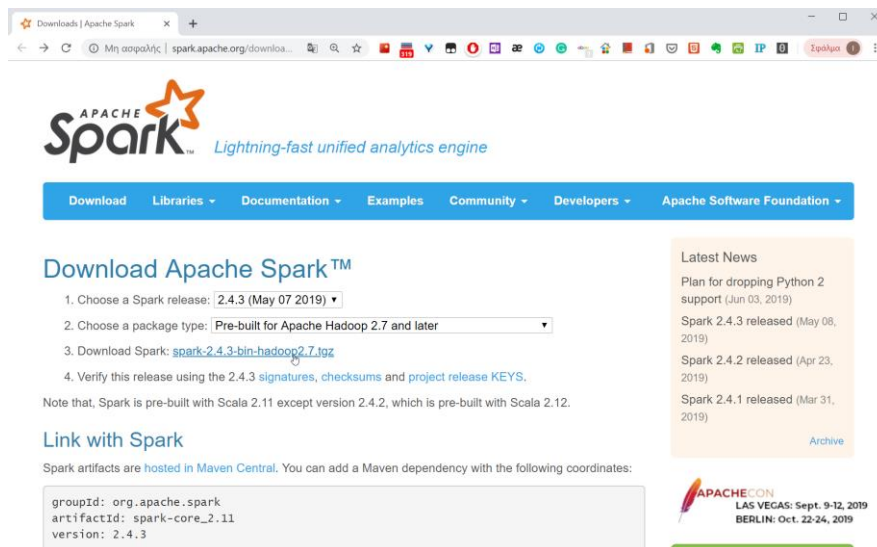 Downloads | Apache Spark
Μη ασφαλής | spark.apache.org/downloa...
319
IP
Σφάλμα
APACHE
Spark™
Lightning-fast unified analytics engine
Download Libraries Documentation Examples Community Developers Apache Software Foundation
Download Apache Spark™
1. Choose a Spark release: 2.4.3 (May 07 2019)
2. Choose a package type: Pre-built for Apache Hadoop 2.7 and later
3. Download Spark: spark-2.4.3-bin-hadoop2.7.tgz
4. Verify this release using the 2.4.3 signatures, checksums and project release KEYS.
Note that, Spark is pre-built with Scala 2.11 except version 2.4.2, which is pre-built with Scala 2.12.
Link with Spark
Spark artifacts are hosted in Maven Central. You can add a Maven dependency with the following coordinates:
groupId: org.apache.spark
artifactId: spark-core_2.11
version: 2.4.3
Latest News
Plan for dropping Python 2
support (Jun 03, 2019)
Spark 2.4.3 released (May 08,
2019)
Spark 2.4.2 released (Apr 23,
2019)
Spark 2.4.1 released (Mar 31,
2019)
Archive
APACHECON
LAS VEGAS: Sept. 9-12, 2019
BERLIN: Oct. 22-24, 2019